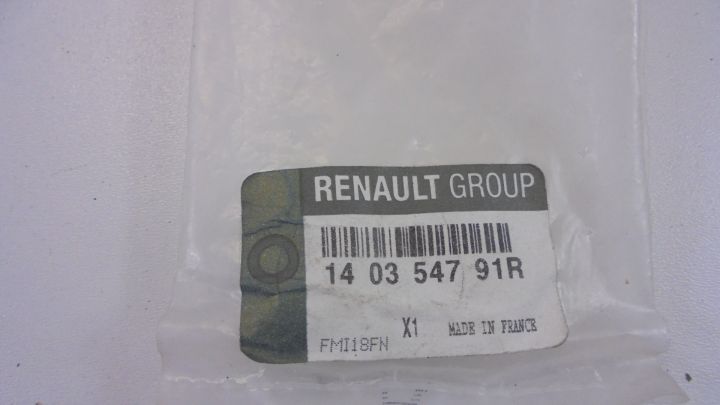 RENAULT GROUP
14 03 547 91R
X1 MADE IN FRANCE
FMI18FN